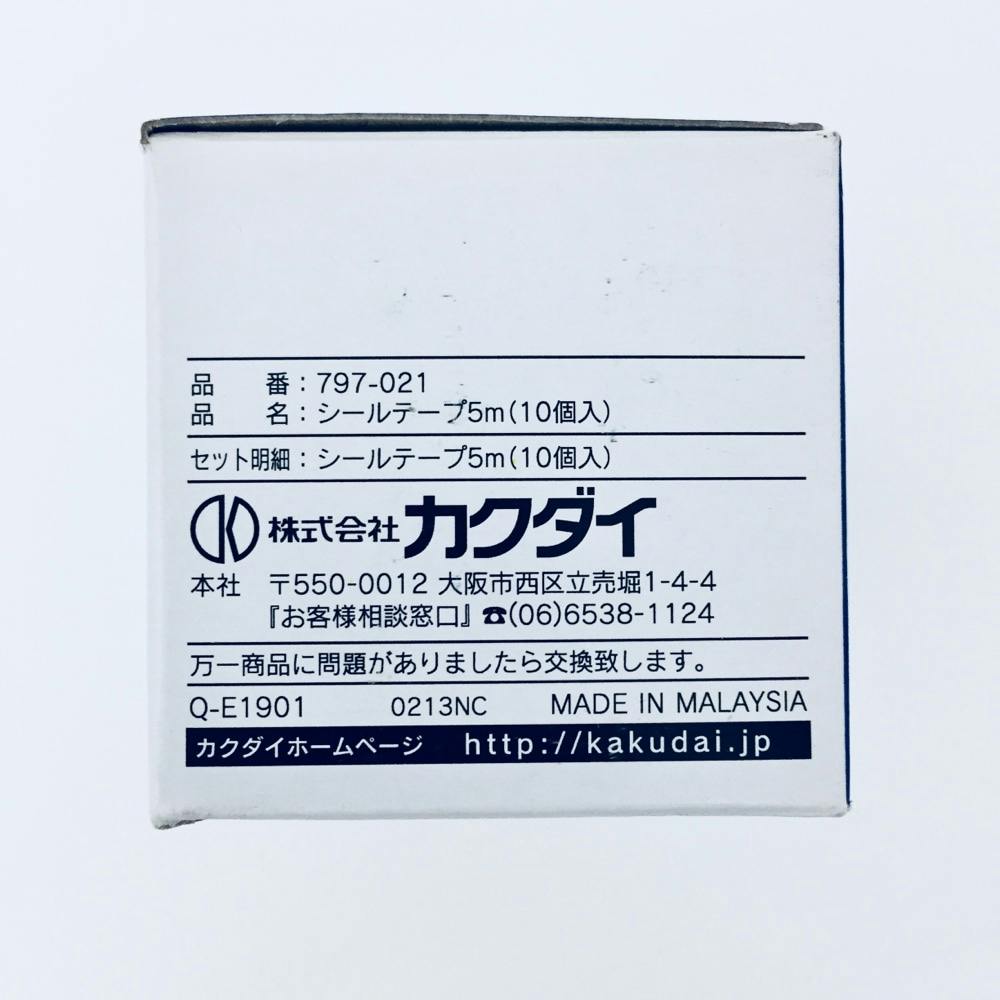 品　　番：797-021
品　　名：シールテープ5m(10個入)
セット明細：シールテープ5m(10個入)
株式会社カクダイ
本社　〒550-0012 大阪市西区立売堀1-4-4
『お客様相談窓口』☎(06)6538-1124
万一商品に問題がありましたら交換致します。
Q-E1901　0213NC　MADE IN MALAYSIA
カクダイホームページ　http://kakudai.jp